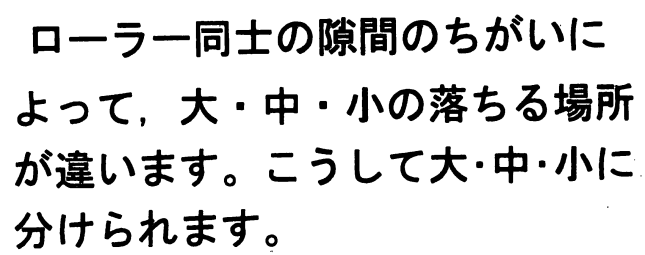 ローラー同士の隙間のちがいに
よって，大・中・小の落ちる場所
が違います。こうして大・中・小に
分けられます。